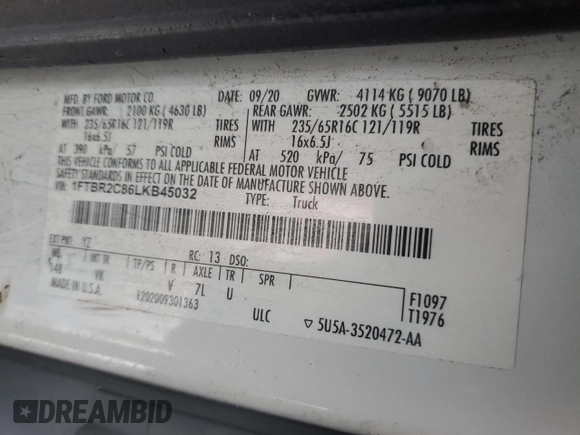 MFD. BY FORD MOTOR CO. DATE: 09/20 GVWR: 4114 KG ( 9070 LB)
FRONT GAWR: 2100 KG ( 4630 LB) REAR GAWR: 2502 KG ( 5515 LB)
WITH 235/65R16C 121/119R TIRES WITH 235/65R16C 121/119R TIRES
16x6.5J RIMS 16x6.5J RIMS
AT 390 kPa/ 57 PSI COLD AT 520 kPa/ 75 PSI COLD
THIS VEHICLE CONFORMS TO ALL APPLICABLE FEDERAL MOTOR VEHICLE
SAFETY STANDARDS IN EFFECT ON THE DATE OF MANUFACTURE SHOWN ABOVE.
VIN: 1FTBR2C86LKB45032
TYPE: Truck
EXT PNT: YZ RC: 13 DSO:
WB INT TR TP/PS R AXLE TR SPR
148 VK V 7L U
F1097
T1976
MADE IN U.S.A. 1202009301363
ULC ▽ 5U5A-3520472-AA
DREAMBID